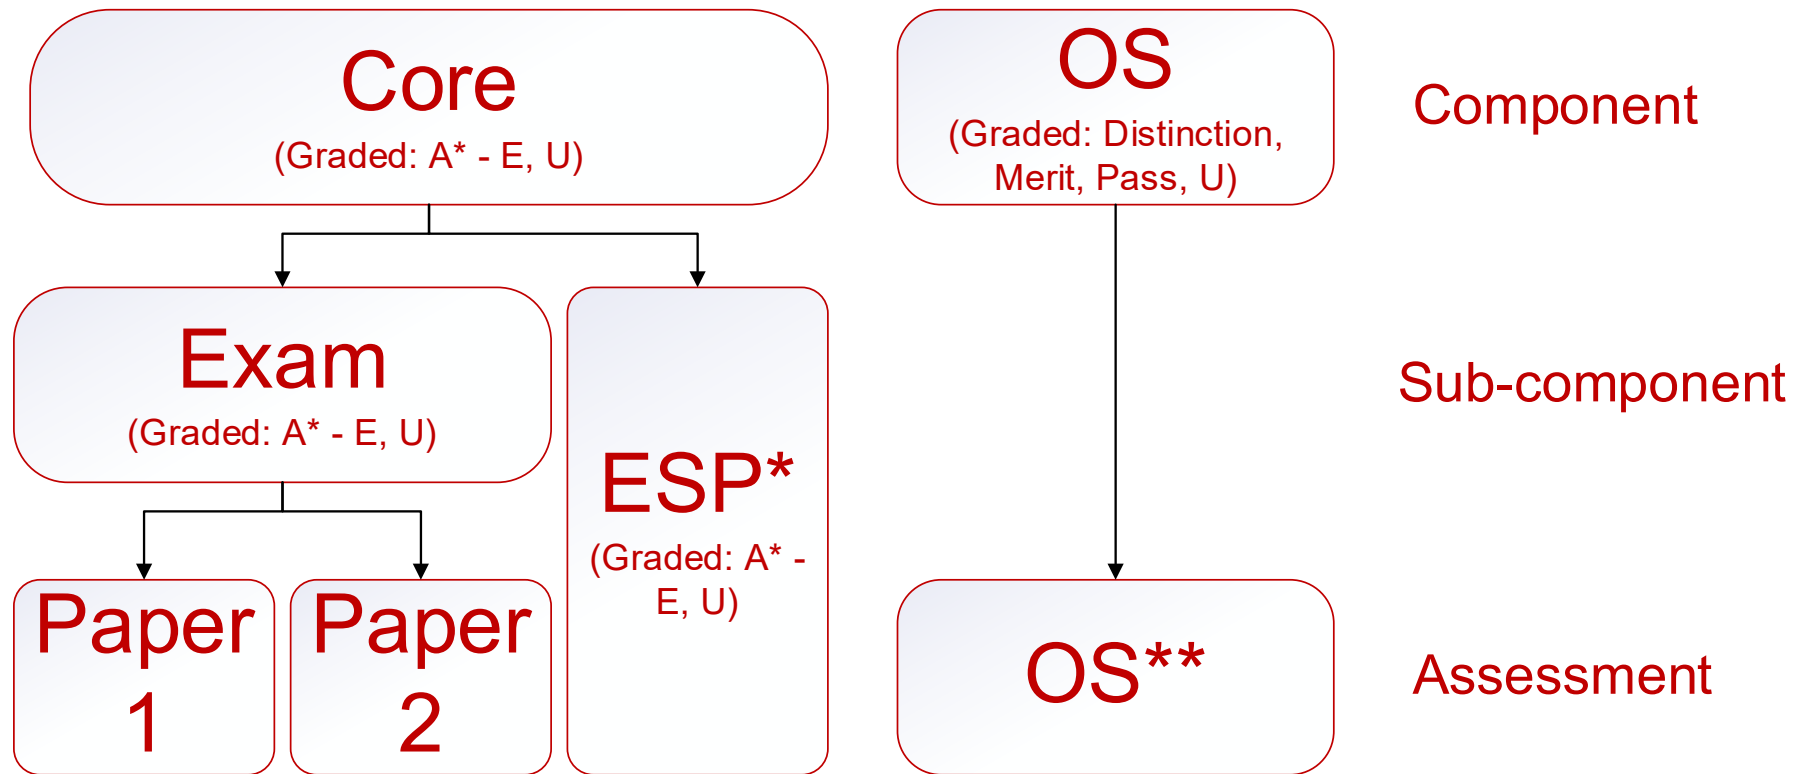 Core
(Graded: A* - E, U)
OS
(Graded: Distinction,
Merit, Pass, U)
Component
Exam
(Graded: A* - E, U)
ESP*
(Graded: A* -
E, U)
Sub-component
Paper
1
Paper
2
OS**
Assessment